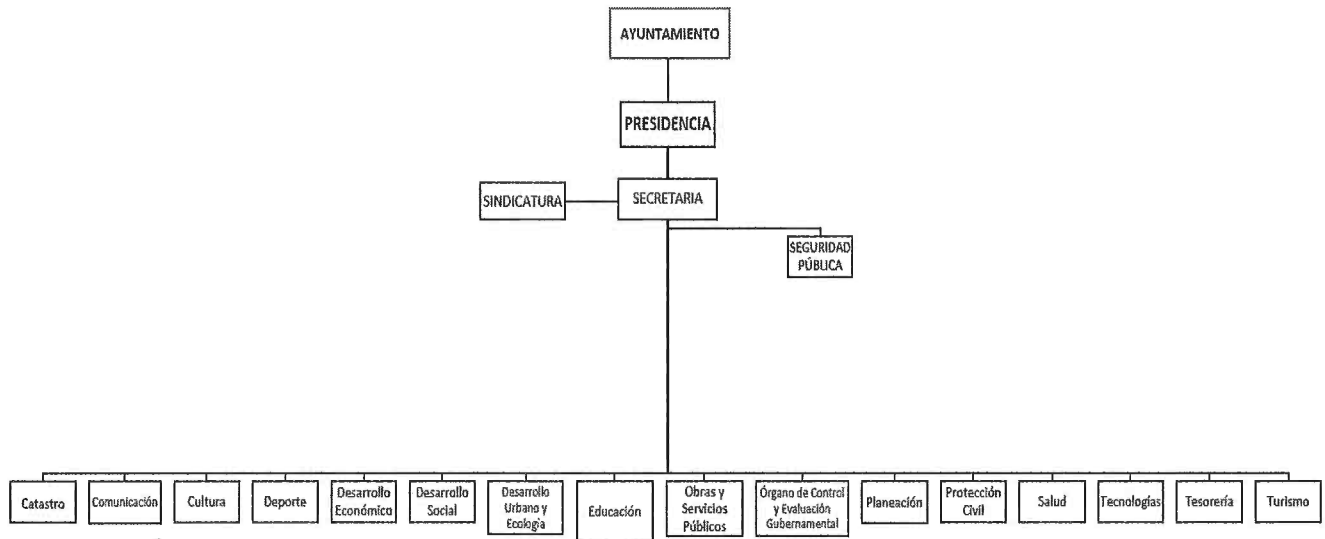 AYUNTAMIENTO
PRESIDENCIA
SINDICATURA
SECRETARIA
SEGURIDAD
PÚBLICA
Catastro
Comunicación
Cultura
Deporte
Desarrollo
Económico
Desarrollo
Social
Desarrollo
Urbano y
Ecología
Educación
Obras y
Servicios
Públicos
Órgano de Control
y Evaluación
Gubernamental
Planeación
Protección
Civil
Salud
Tecnologías
Tesorería
Turismo